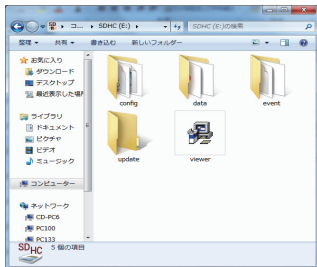 コ... SDHC (E:)
SDHC (E:)の検索
整理 共有 書き込む 新しいフォルダー
お気に入り
ダウンロード
デスクトップ
最近表示した場所
ライブラリ
ドキュメント
ピクチャ
ビデオ
ミュージック
コンピューター
ネットワーク
CD-PC6
PC100
PC133
config
data
event
update
viewer
SDHC
5 個の項目